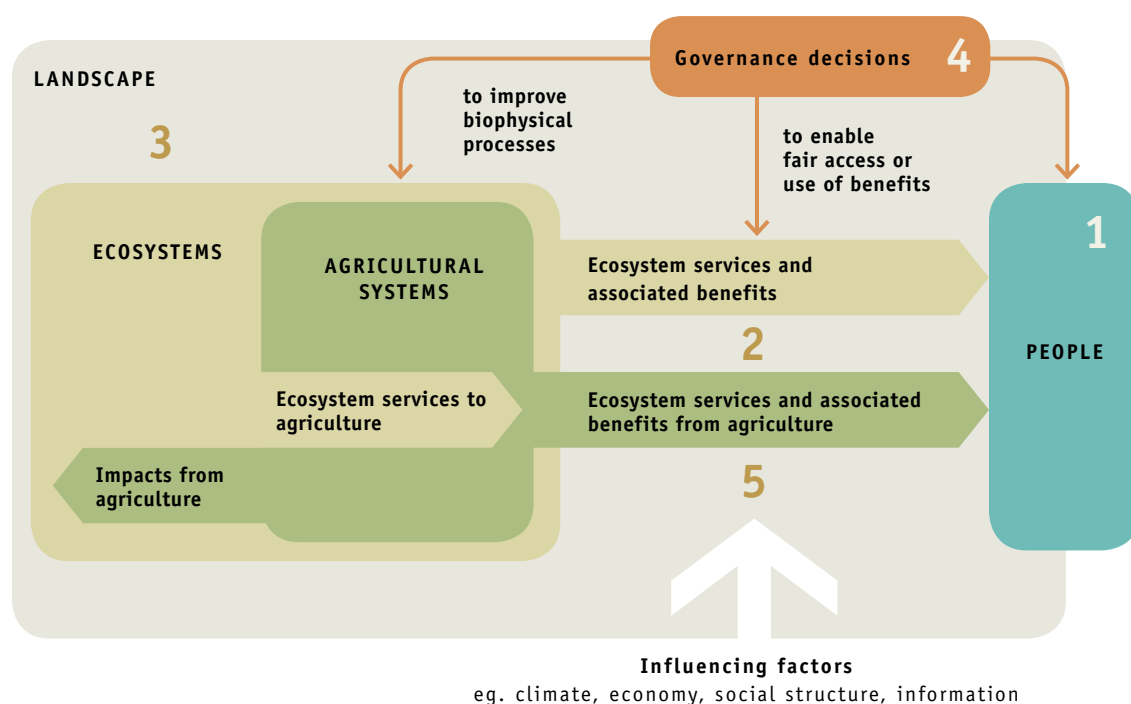 Governance decisions 4
LANDSCAPE
to improve
biophysical
processes
3
to enable
fair access or
use of benefits
1
ECOSYSTEMS
AGRICULTURAL
SYSTEMS
Ecosystem services and
associated benefits
2
PEOPLE
Ecosystem services to
agriculture
Ecosystem services and associated
benefits from agriculture
Impacts from
agriculture
5
Influencing factors
eg. climate, economy, social structure, information